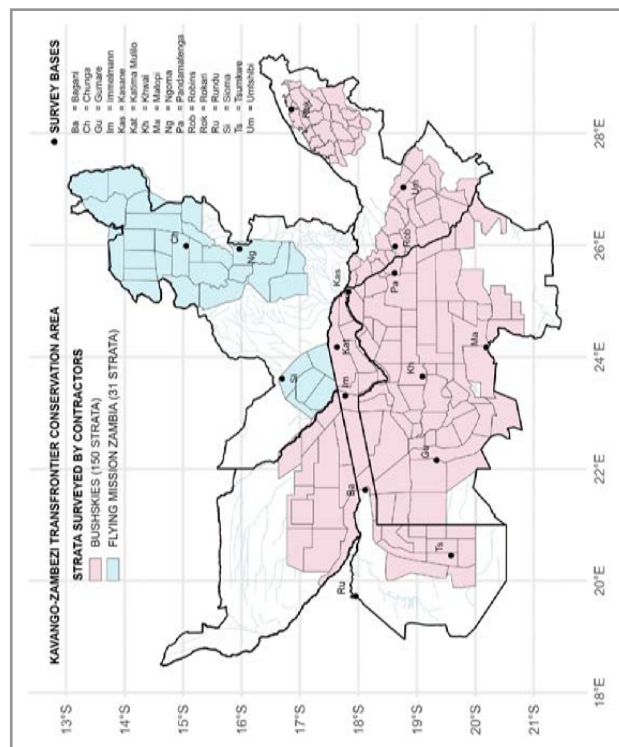 KAVANGO-ZAMBEZI TRANSFRONTIER CONSERVATION AREA
STRATA SURVEYED BY CONTRACTORS
BUSHSKIES (150 STRATA)
FLYING MISSION ZAMBIA (31 STRATA)
● SURVEY BASES
Ba = Bagani
Ch = Chunga
Gu = Gumare
Im = Immelmann
Kas = Kasane
Kat = Katima Mulilo
Kh = Khwai
Ma = Matopi
Ng = Ngoma
Pa = Pandamatenga
Rob = Robins
Rok = Rokari
Ru = Rundu
Si = Sioma
Ts = Tsumkwe
Um = Umtshibi
13°S
14°S
15°S
16°S
17°S
18°S
19°S
20°S
21°S
18°E
20°E
22°E
24°E
26°E
28°E
Ch
Ng
Si
Rok
Kas
Kat
Im
Ba
Ru
Um
Rob
Pa
Kh
Ma
Gu
Ts